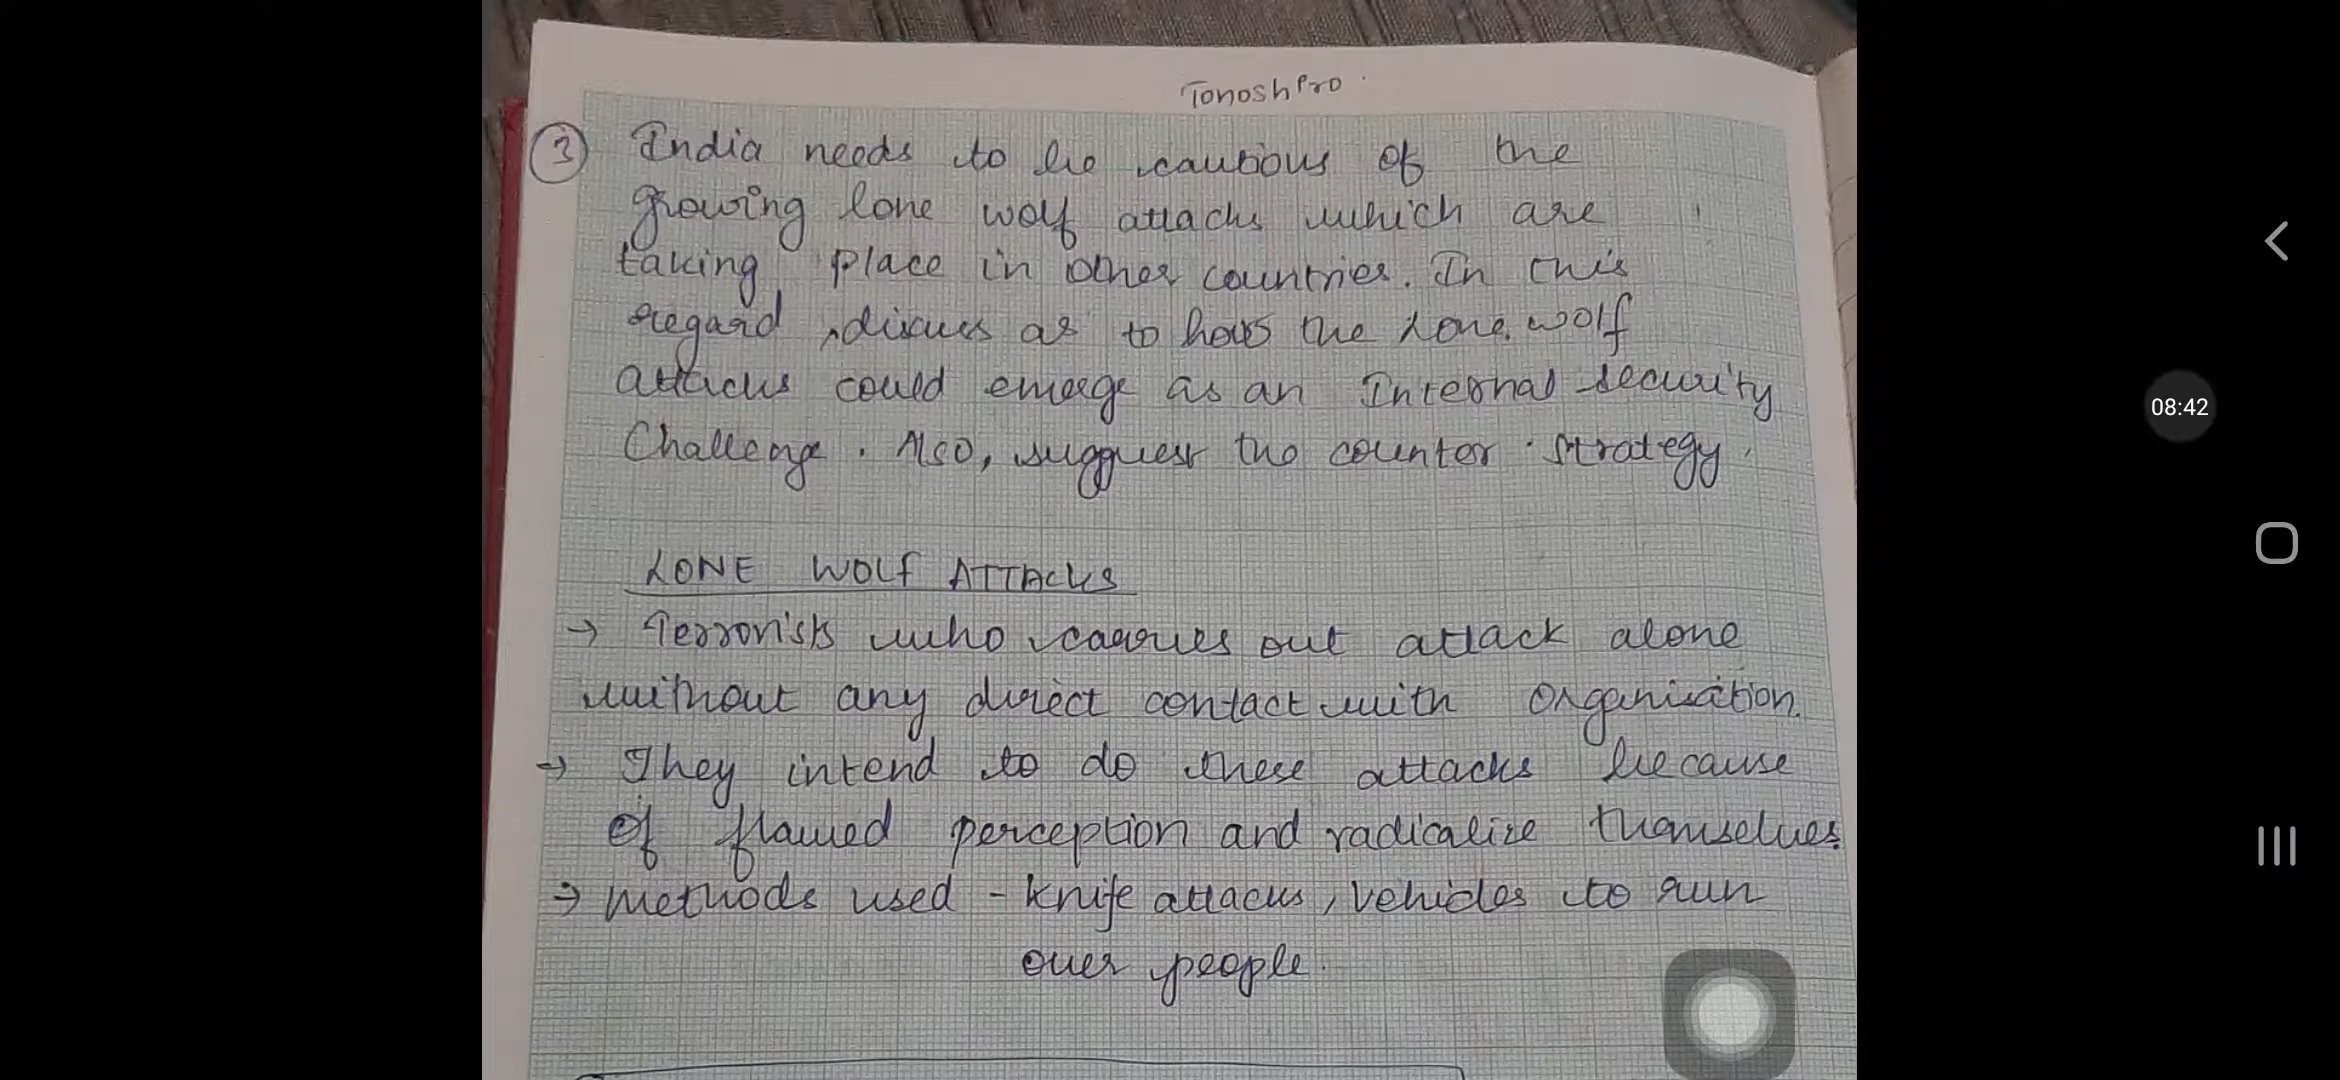 TonoshPro
3 India needs to be cautious of the
growing lone wolf attacks which are
taking place in other countries. In this
regard, discuss as to how the Lone wolf
attacks could emerge as an Internal security
Challenge. Also, suggest the counter strategy.
LONE WOLF ATTACKS
→ Terrorists who carries out attack alone
without any direct contact with organisation.
→ They intend to do these attacks because
of flawed perception and radicalise themselves.
→ Methods used - knife attacks, vehicles to run
over people.
08:42